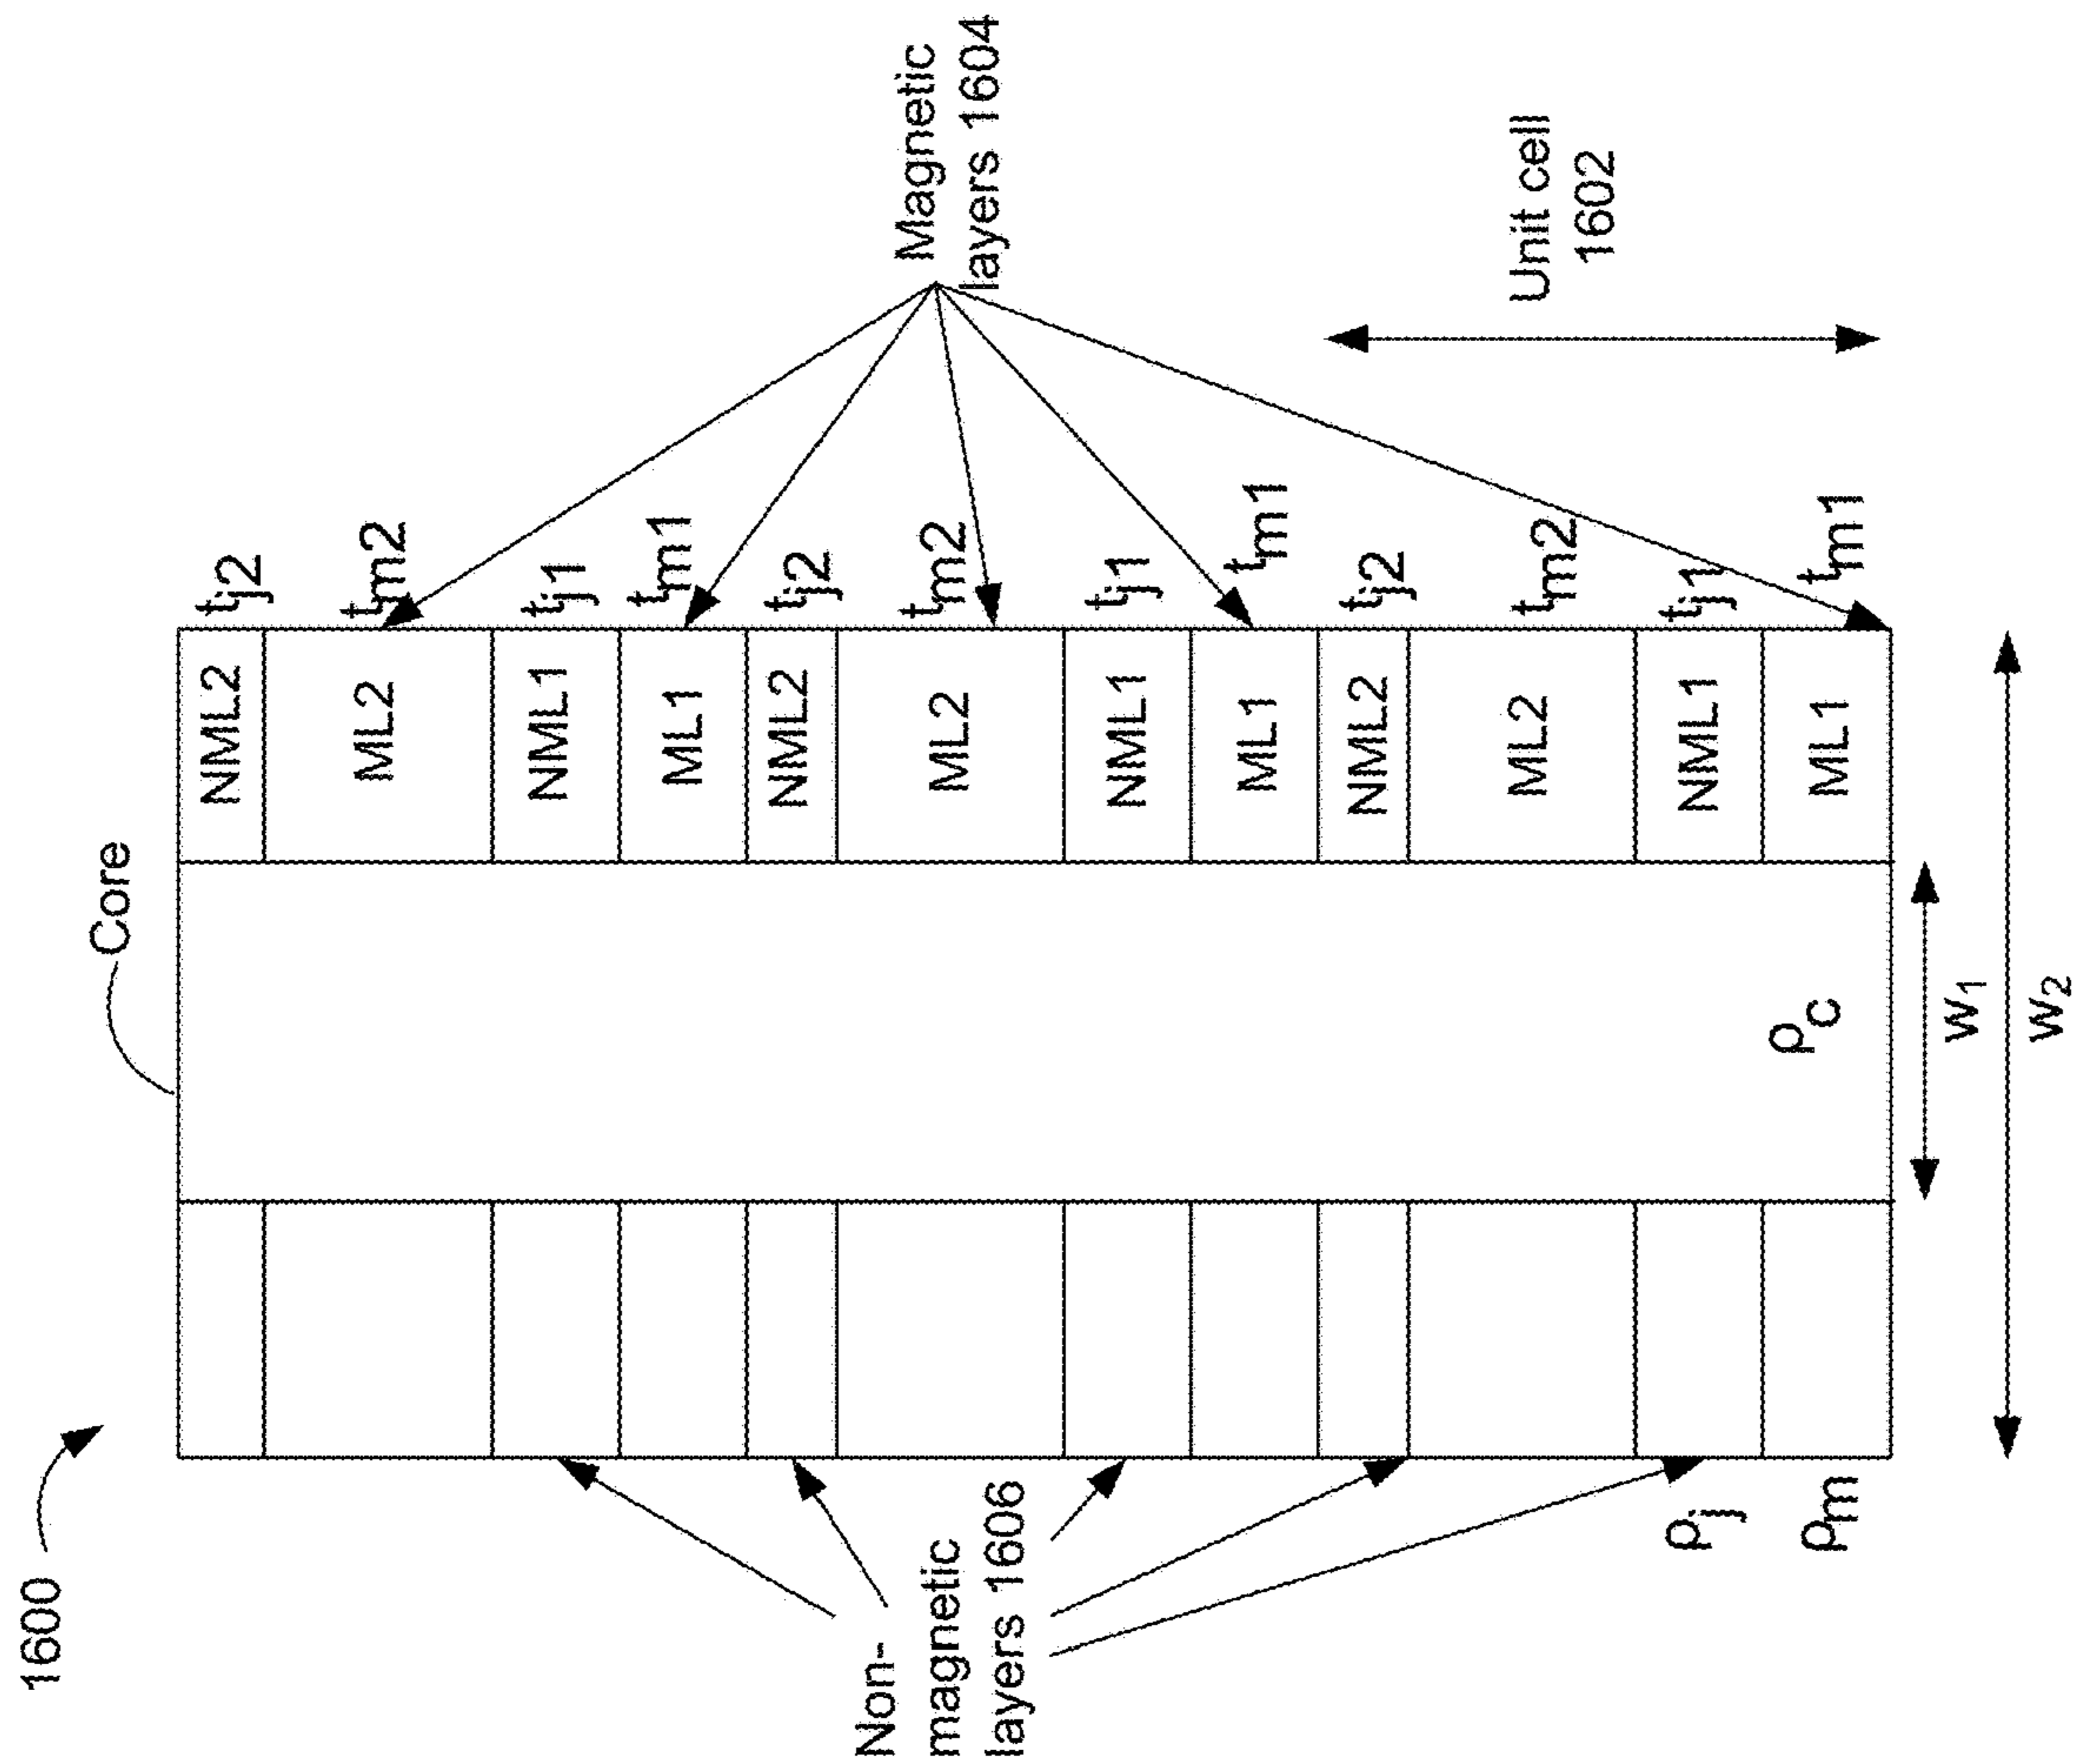 1600
Core
NML2
ML2
NML1
ML1
NML2
ML2
NML1
ML1
NML2
ML2
NML1
ML1
tj2
tm2
tj1
tm1
tj2
tm2
tj1
tm1
tj2
tm2
tj1
tm1
Magnetic
layers 1604
Unit cell
1602
Non-
magnetic
layers 1606
ρj
ρm
ρc
w1
w2